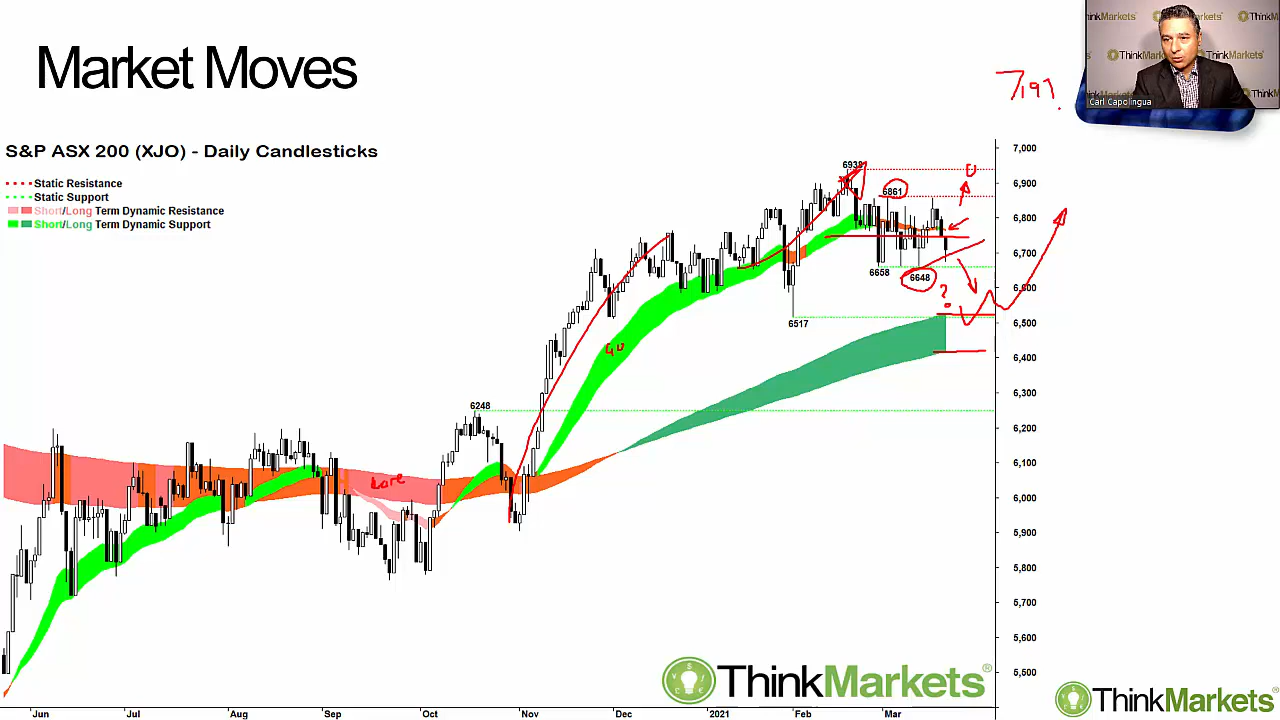 Market Moves
7,197
ThinkMarkets
Carl Capolingua
S&P ASX 200 (XJO) - Daily Candlesticks
Static Resistance
Static Support
Short/Long Term Dynamic Resistance
Short/Long Term Dynamic Support
6938
6861
6658
6648
?
6517
6248
7,000
6,900
6,800
6,700
6,600
6,500
6,400
6,300
6,200
6,100
6,000
5,900
5,800
5,700
5,600
5,500
Jun
Jul
Aug
Sep
Oct
Nov
Dec
2021
Feb
Mar
ThinkMarkets®
ThinkMarkets®